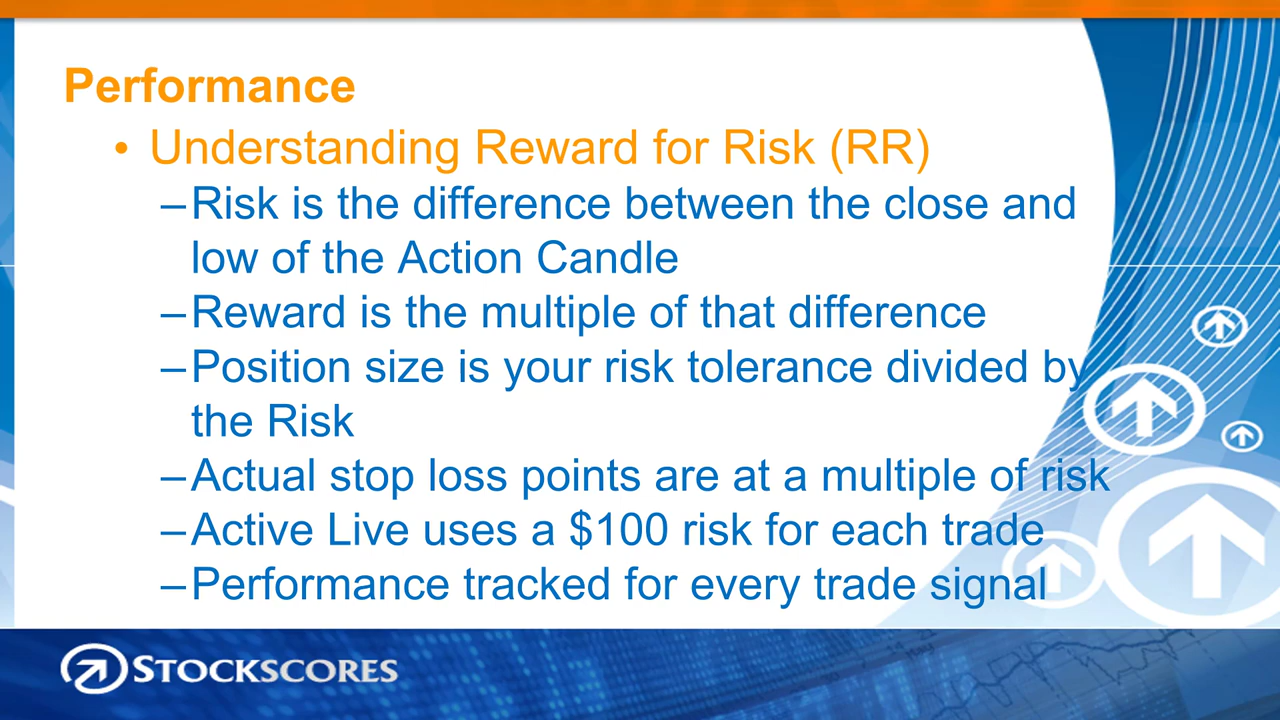 Performance
• Understanding Reward for Risk (RR)
–Risk is the difference between the close and
low of the Action Candle
–Reward is the multiple of that difference
–Position size is your risk tolerance divided by
the Risk
–Actual stop loss points are at a multiple of risk
–Active Live uses a $100 risk for each trade
–Performance tracked for every trade signal
STOCKSCORES